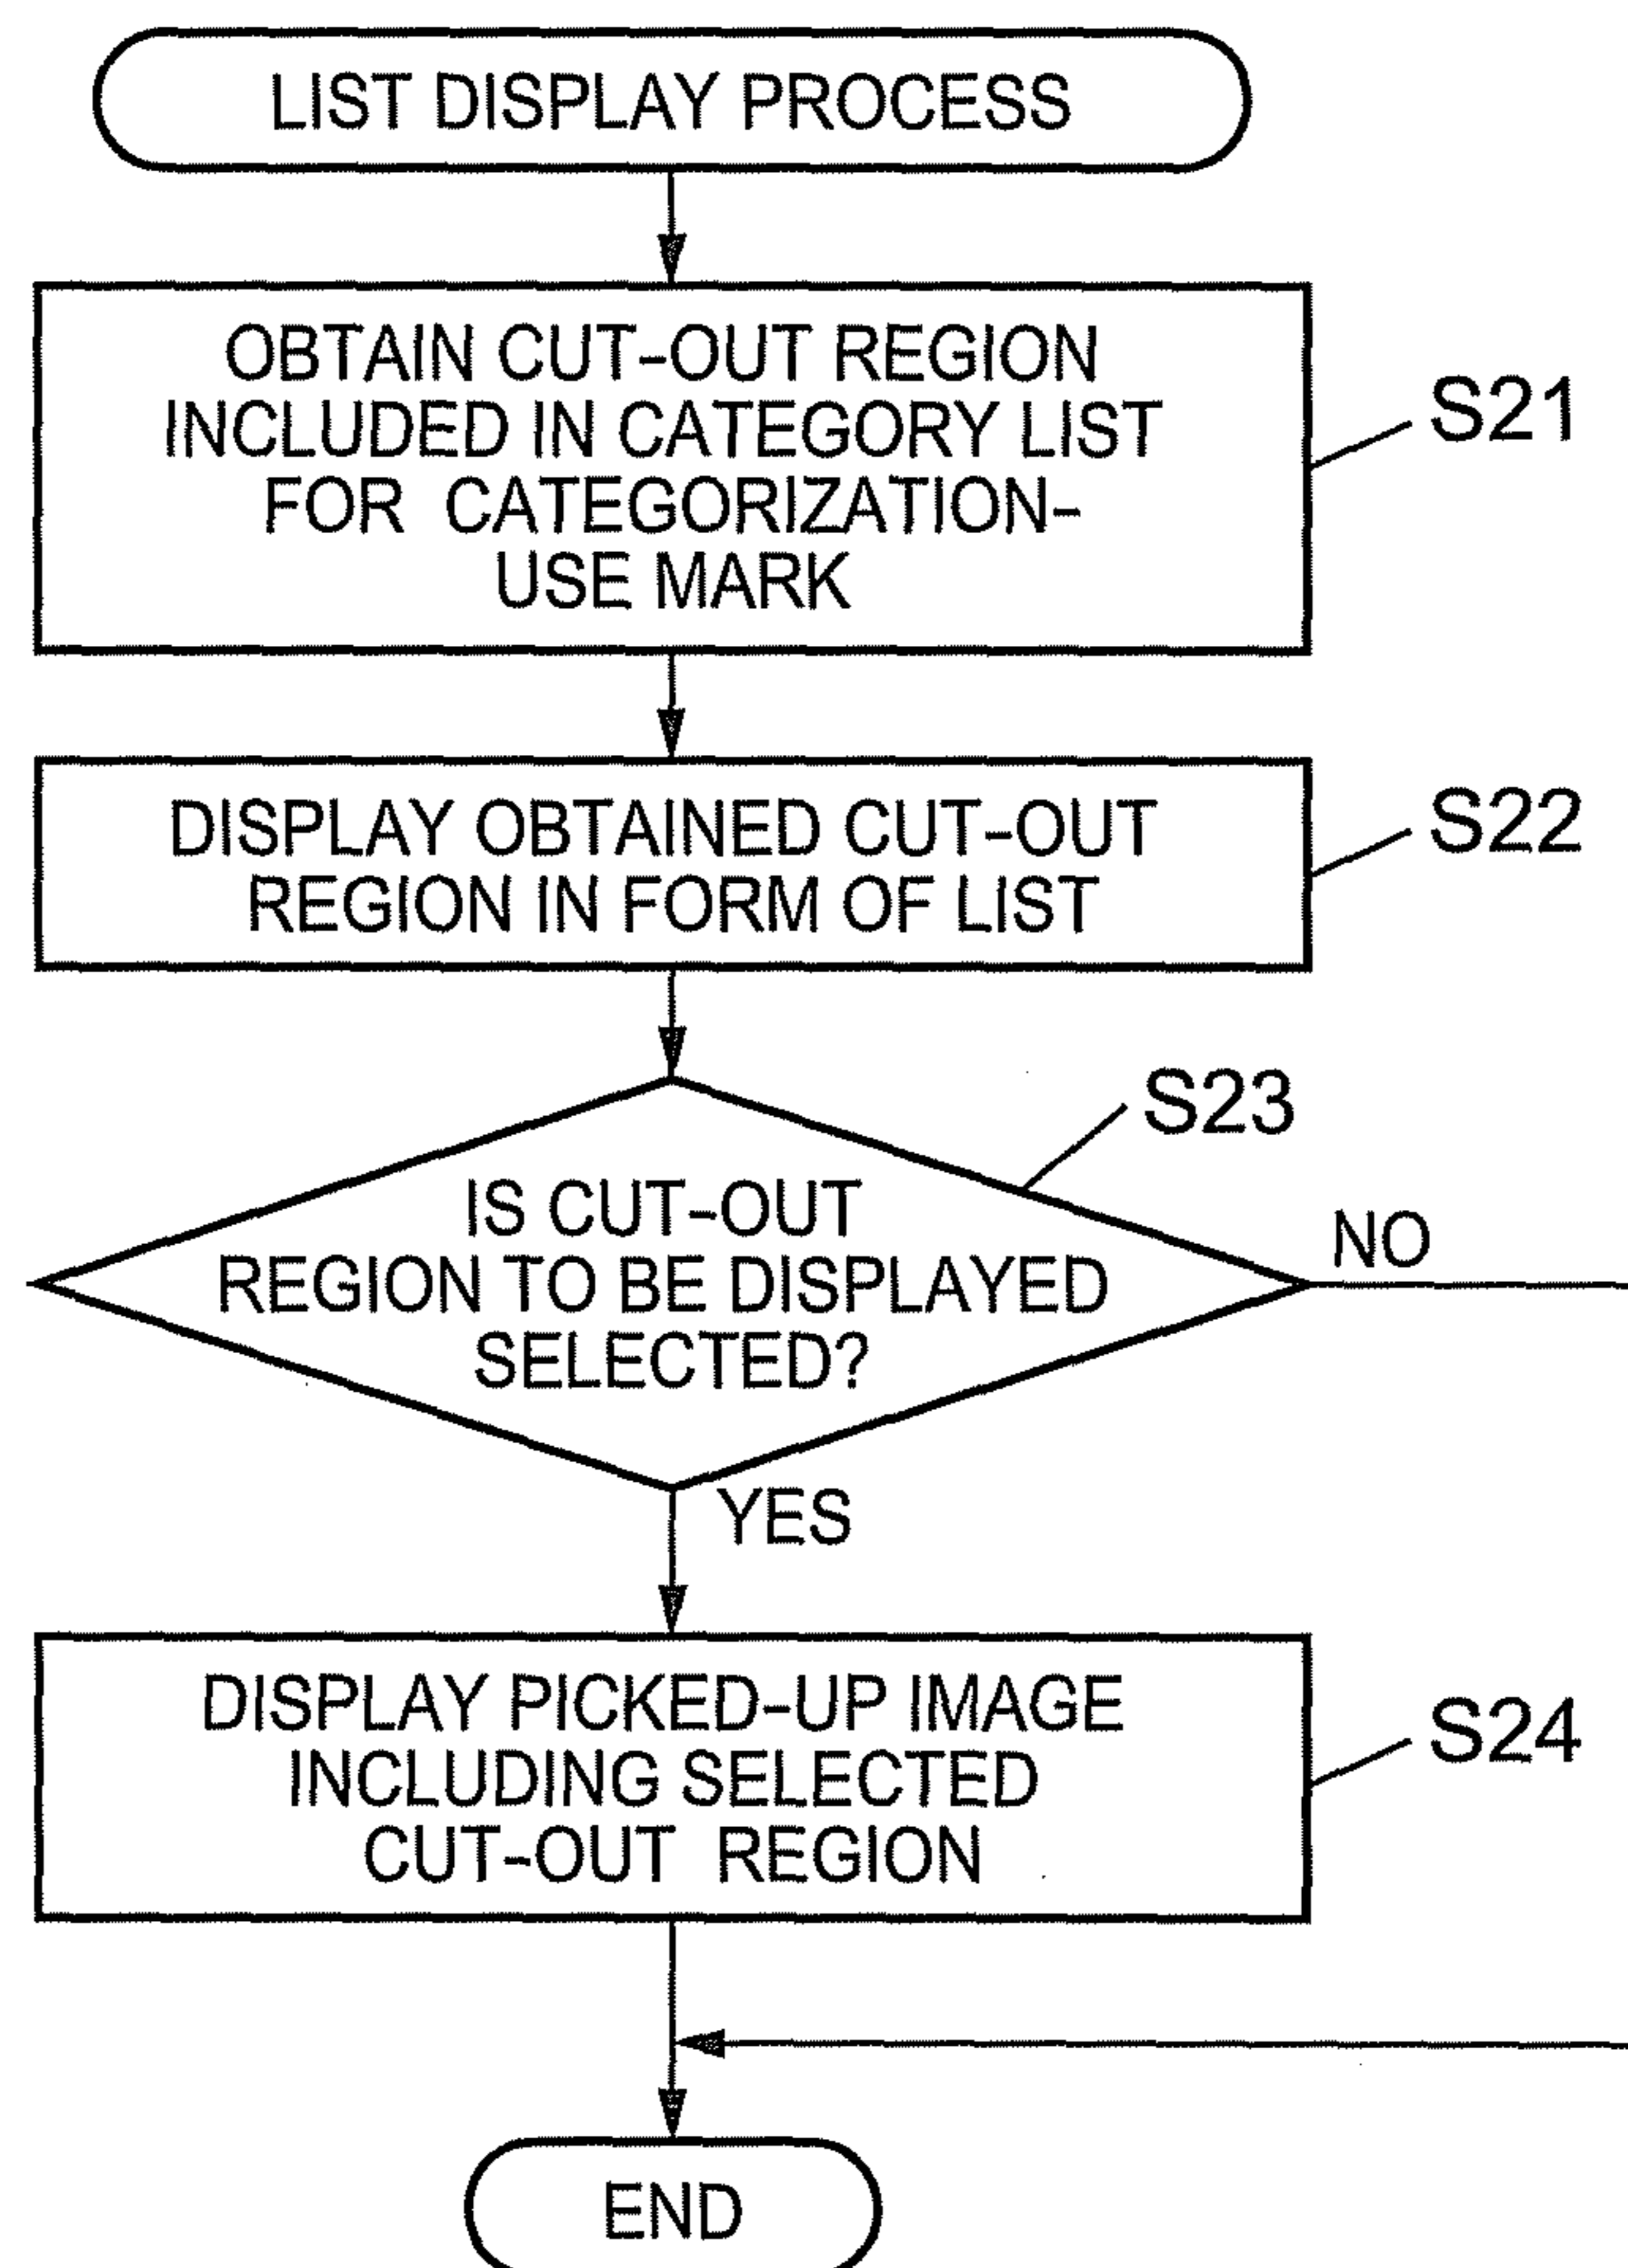 LIST DISPLAY PROCESS
OBTAIN CUT-OUT REGION
INCLUDED IN CATEGORY LIST
FOR CATEGORIZATION-
USE MARK
S21
DISPLAY OBTAINED CUT-OUT
REGION IN FORM OF LIST
S22
S23
IS CUT-OUT
REGION TO BE DISPLAYED
SELECTED?
NO
YES
DISPLAY PICKED-UP IMAGE
INCLUDING SELECTED
CUT-OUT REGION
S24
END